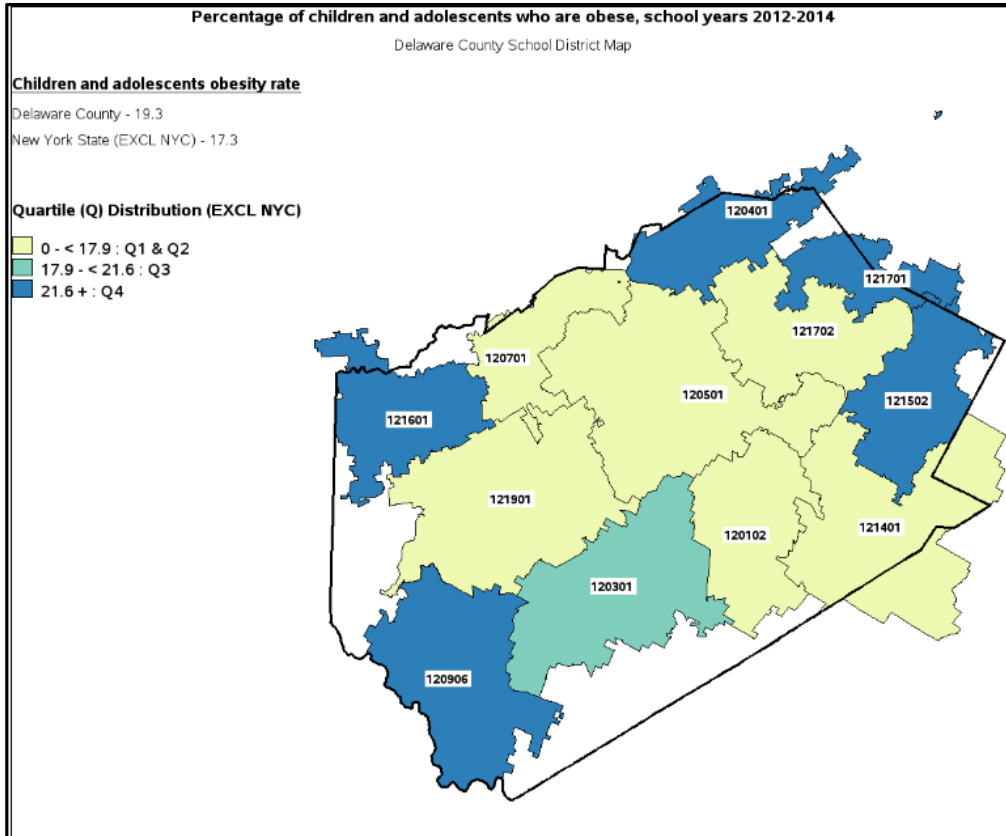 Percentage of children and adolescents who are obese, school years 2012-2014
Delaware County School District Map
Children and adolescents obesity rate
Delaware County - 19.3
New York State (EXCL NYC) - 17.3
Quartile (Q) Distribution (EXCL NYC)
0 - < 17.9 : Q1 & Q2
17.9 - < 21.6 : Q3
21.6 + : Q4
120401
121701
121702
120701
120501
121502
121601
121901
120102
121401
120301
120906